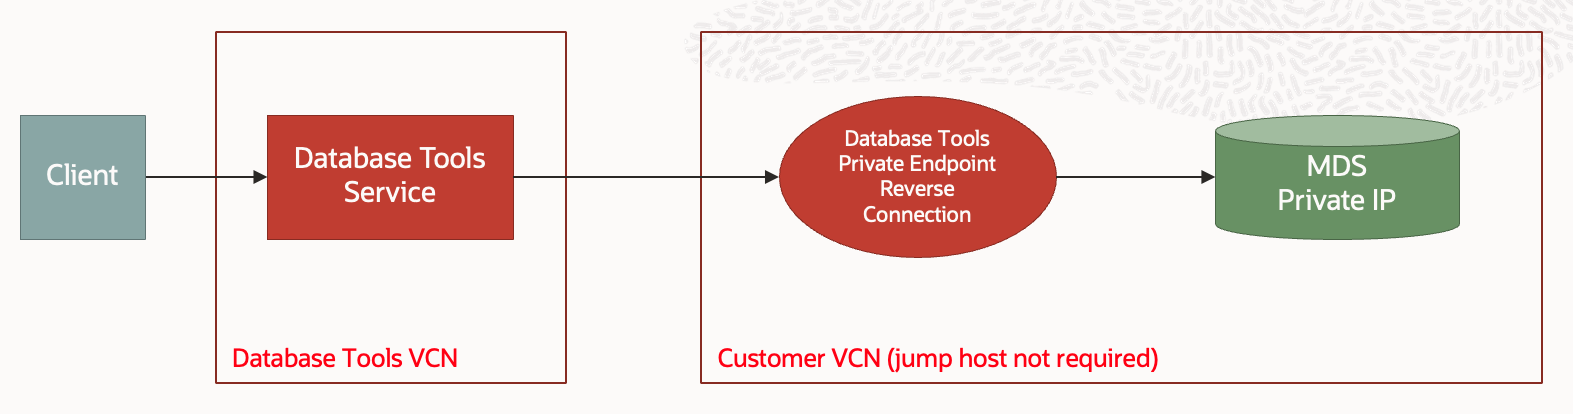 Client
Database Tools
Service
Database Tools VCN
Database Tools
Private Endpoint
Reverse
Connection
MDS
Private IP
Customer VCN (jump host not required)